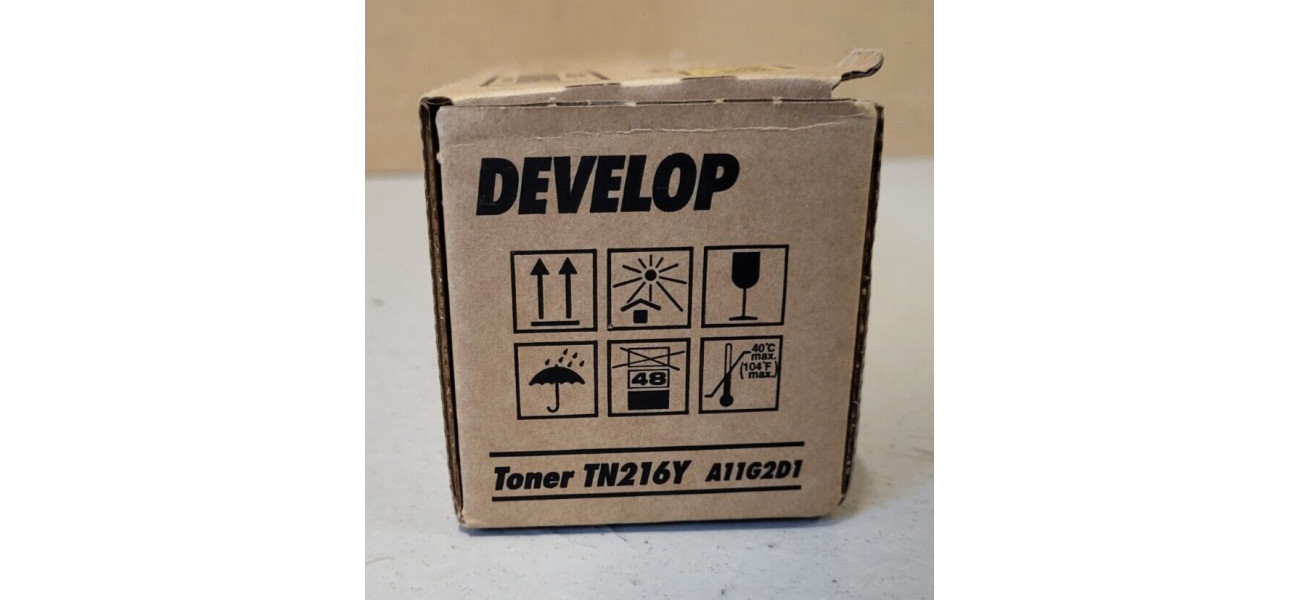 DEVELOP
48
40°C
max.
(104°F
max.)
Toner TN216Y A11G2D1